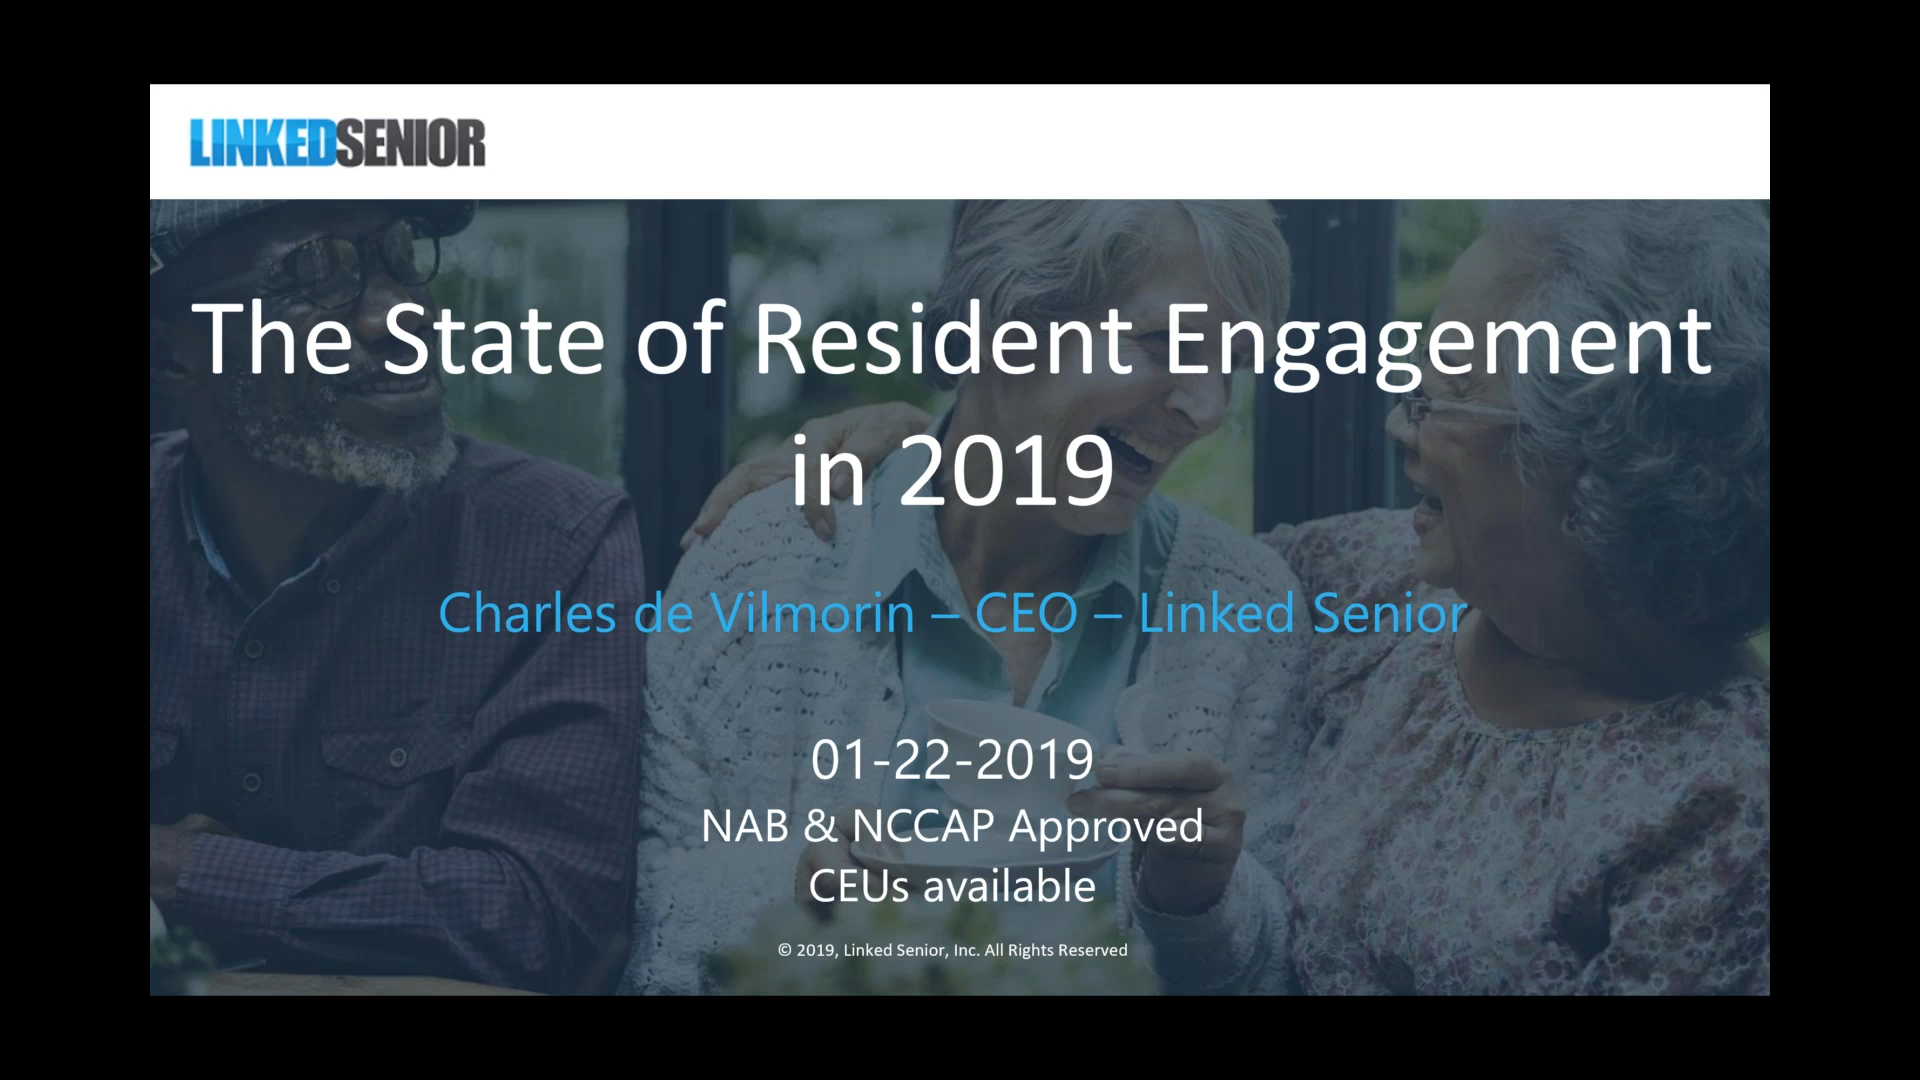 LINKEDSENIOR
The State of Resident Engagement
in 2019
Charles de Vilmorin – CEO – Linked Senior
01-22-2019
NAB & NCCAP Approved
CEUs available
© 2019, Linked Senior, Inc. All Rights Reserved